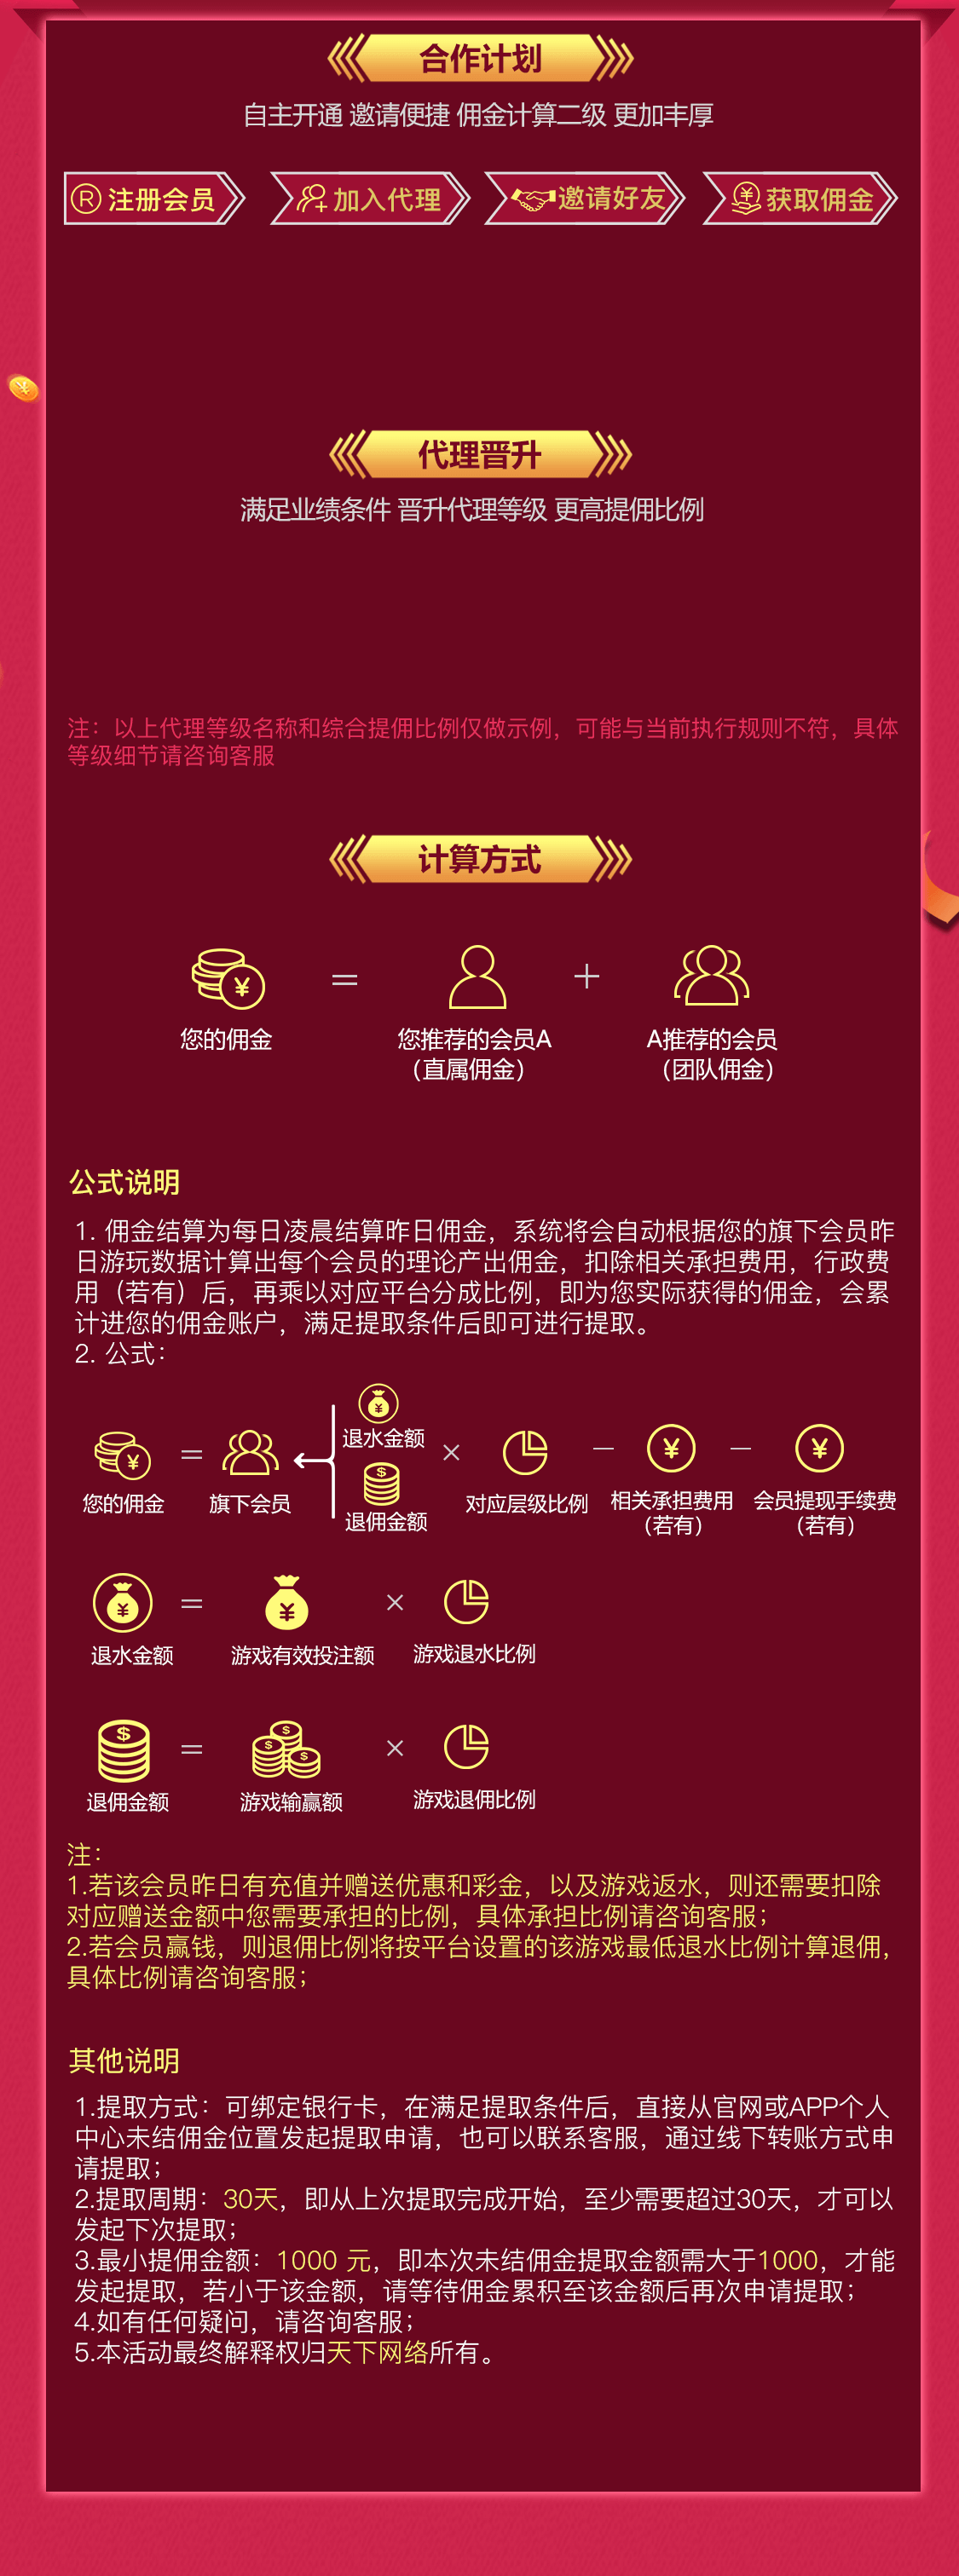 合作计划
自主开通 邀请便捷 佣金计算二级 更加丰厚
R 注册会员 加入代理 邀请好友 获取佣金
代理晋升
满足业绩条件 晋升代理等级 更高提佣比例
注：以上代理等级名称和综合提佣比例仅做示例，可能与当前执行规则不符，具体
等级细节请咨询客服
计算方式
¥ = +
您的佣金 您推荐的会员A A推荐的会员
（直属佣金） （团队佣金）
公式说明
1. 佣金结算为每日凌晨结算昨日佣金，系统将会自动根据您的旗下会员昨
日游玩数据计算出每个会员的理论产出佣金，扣除相关承担费用，行政费
用（若有）后，再乘以对应平台分成比例，即为您实际获得的佣金，会累
计进您的佣金账户，满足提取条件后即可进行提取。
2. 公式：
¥
退水金额
¥ = $ × — ¥ — ¥
您的佣金 旗下会员 退佣金额 对应层级比例 相关承担费用 会员提现手续费
（若有） （若有）
¥ = ¥ ×
退水金额 游戏有效投注额 游戏退水比例
$ = $ $ $ ×
退佣金额 游戏输赢额 游戏退佣比例
注：
1.若该会员昨日有充值并赠送优惠和彩金，以及游戏返水，则还需要扣除
对应赠送金额中您需要承担的比例，具体承担比例请咨询客服；
2.若会员赢钱，则退佣比例将按平台设置的该游戏最低退水比例计算退佣，
具体比例请咨询客服；
其他说明
1.提取方式：可绑定银行卡，在满足提取条件后，直接从官网或APP个人
中心未结佣金位置发起提取申请，也可以联系客服，通过线下转账方式申
请提取；
2.提取周期：30天，即从上次提取完成开始，至少需要超过30天，才可以
发起下次提取；
3.最小提佣金额：1000 元，即本次未结佣金提取金额需大于1000，才能
发起提取，若小于该金额，请等待佣金累积至该金额后再次申请提取；
4.如有任何疑问，请咨询客服；
5.本活动最终解释权归天下网络所有。